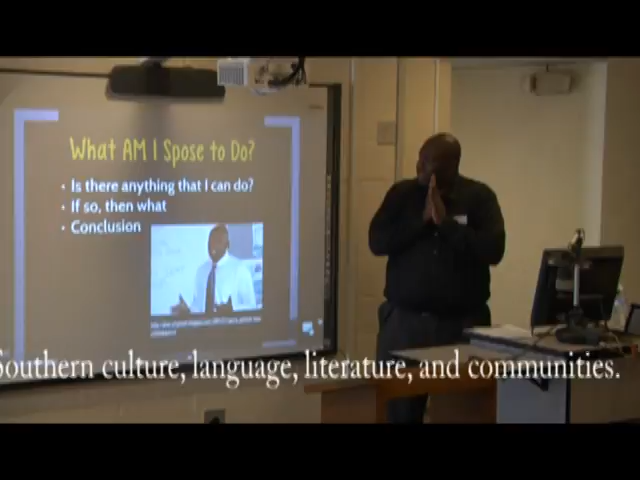 What AM I Spose to Do?
• Is there anything that I can do?
• If so, then what
• Conclusion
Southern culture, language, literature, and communities.